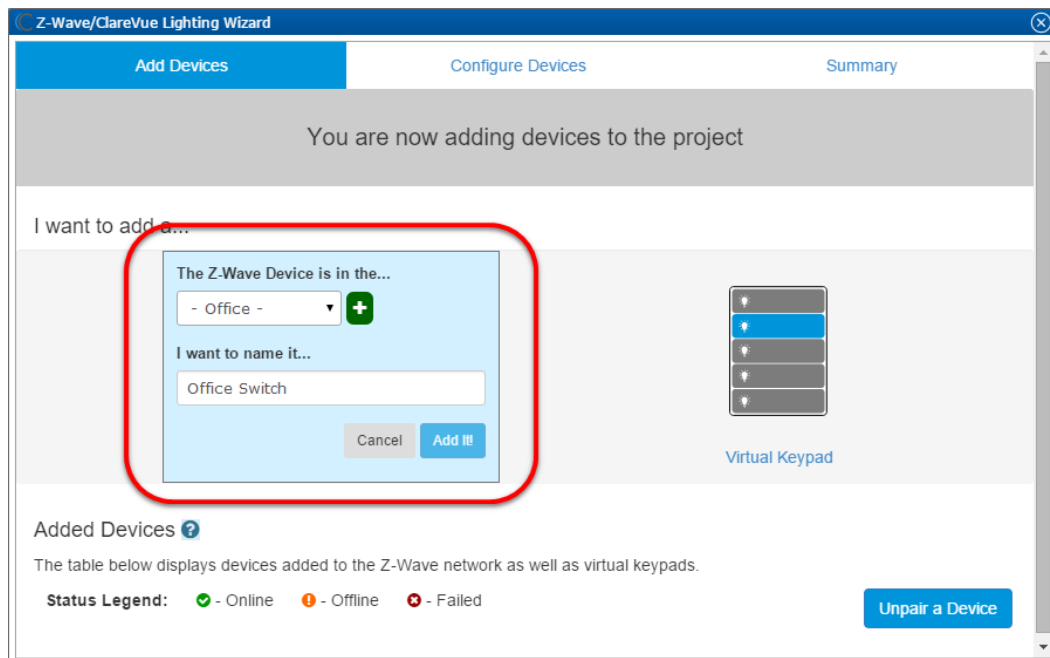 Z-Wave/ClareVue Lighting Wizard
Add Devices
Configure Devices
Summary
You are now adding devices to the project
I want to add a...
The Z-Wave Device is in the...
- Office -
I want to name it...
Office Switch
Cancel
Add It!
Virtual Keypad
Added Devices
The table below displays devices added to the Z-Wave network as well as virtual keypads.
Status Legend: - Online - Offline - Failed
Unpair a Device